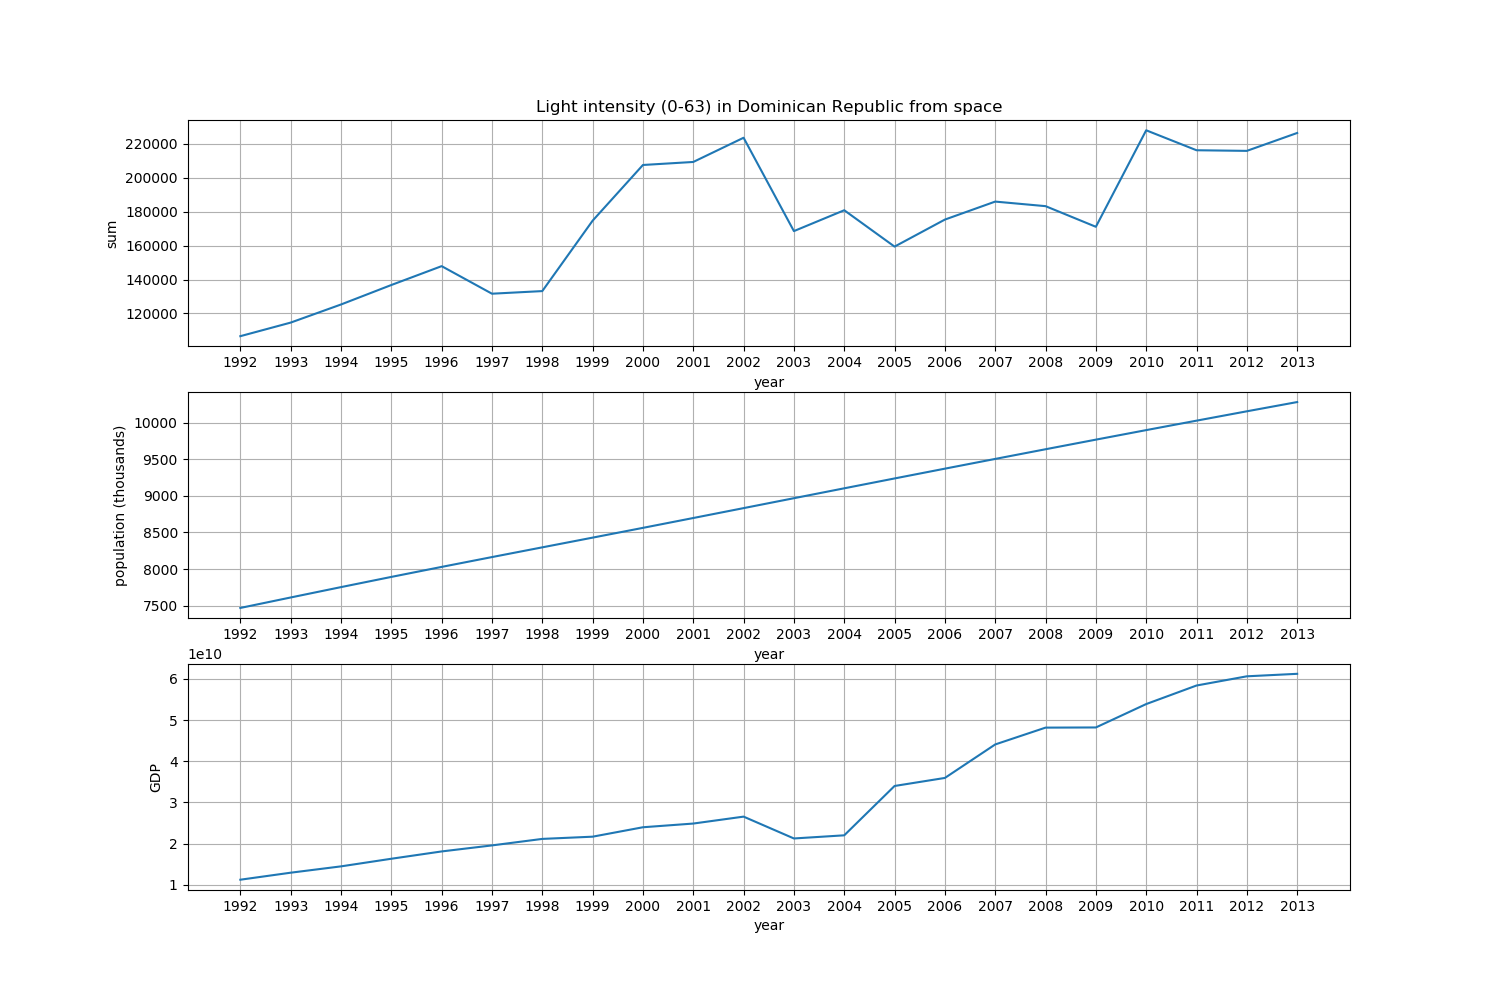 Light intensity (0-63) in Dominican Republic from space
220000
200000
180000
160000
140000
120000
sum
1992 1993 1994 1995 1996 1997 1998 1999 2000 2001 2002 2003 2004 2005 2006 2007 2008 2009 2010 2011 2012 2013
year
10000
9500
9000
8500
8000
7500
population (thousands)
1992 1993 1994 1995 1996 1997 1998 1999 2000 2001 2002 2003 2004 2005 2006 2007 2008 2009 2010 2011 2012 2013
year
1e10
6
5
4
3
2
1
GDP
1992 1993 1994 1995 1996 1997 1998 1999 2000 2001 2002 2003 2004 2005 2006 2007 2008 2009 2010 2011 2012 2013
year